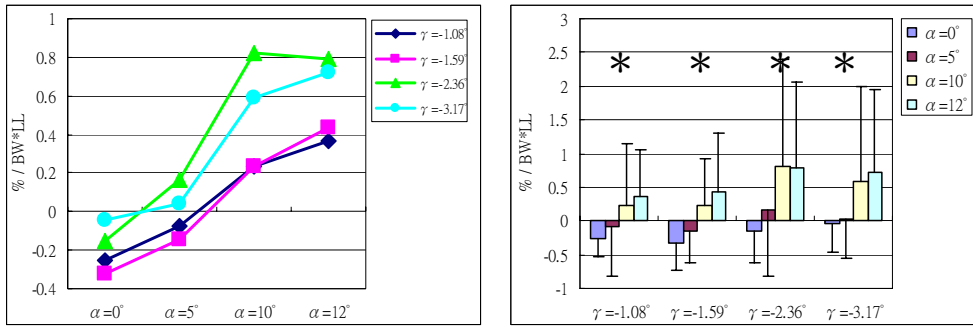 % / BW*LL
1
0.8
0.6
0.4
0.2
0
-0.2
-0.4
α=0° α=5° α=10° α=12°
γ=-1.08°
γ=-1.59°
γ=-2.36°
γ=-3.17°
% / BW*LL
3
2.5
2
1.5
1
0.5
0
-0.5
-1
* * * *
γ=-1.08° γ=-1.59° γ=-2.36° γ=-3.17°
α=0°
α=5°
α=10°
α=12°